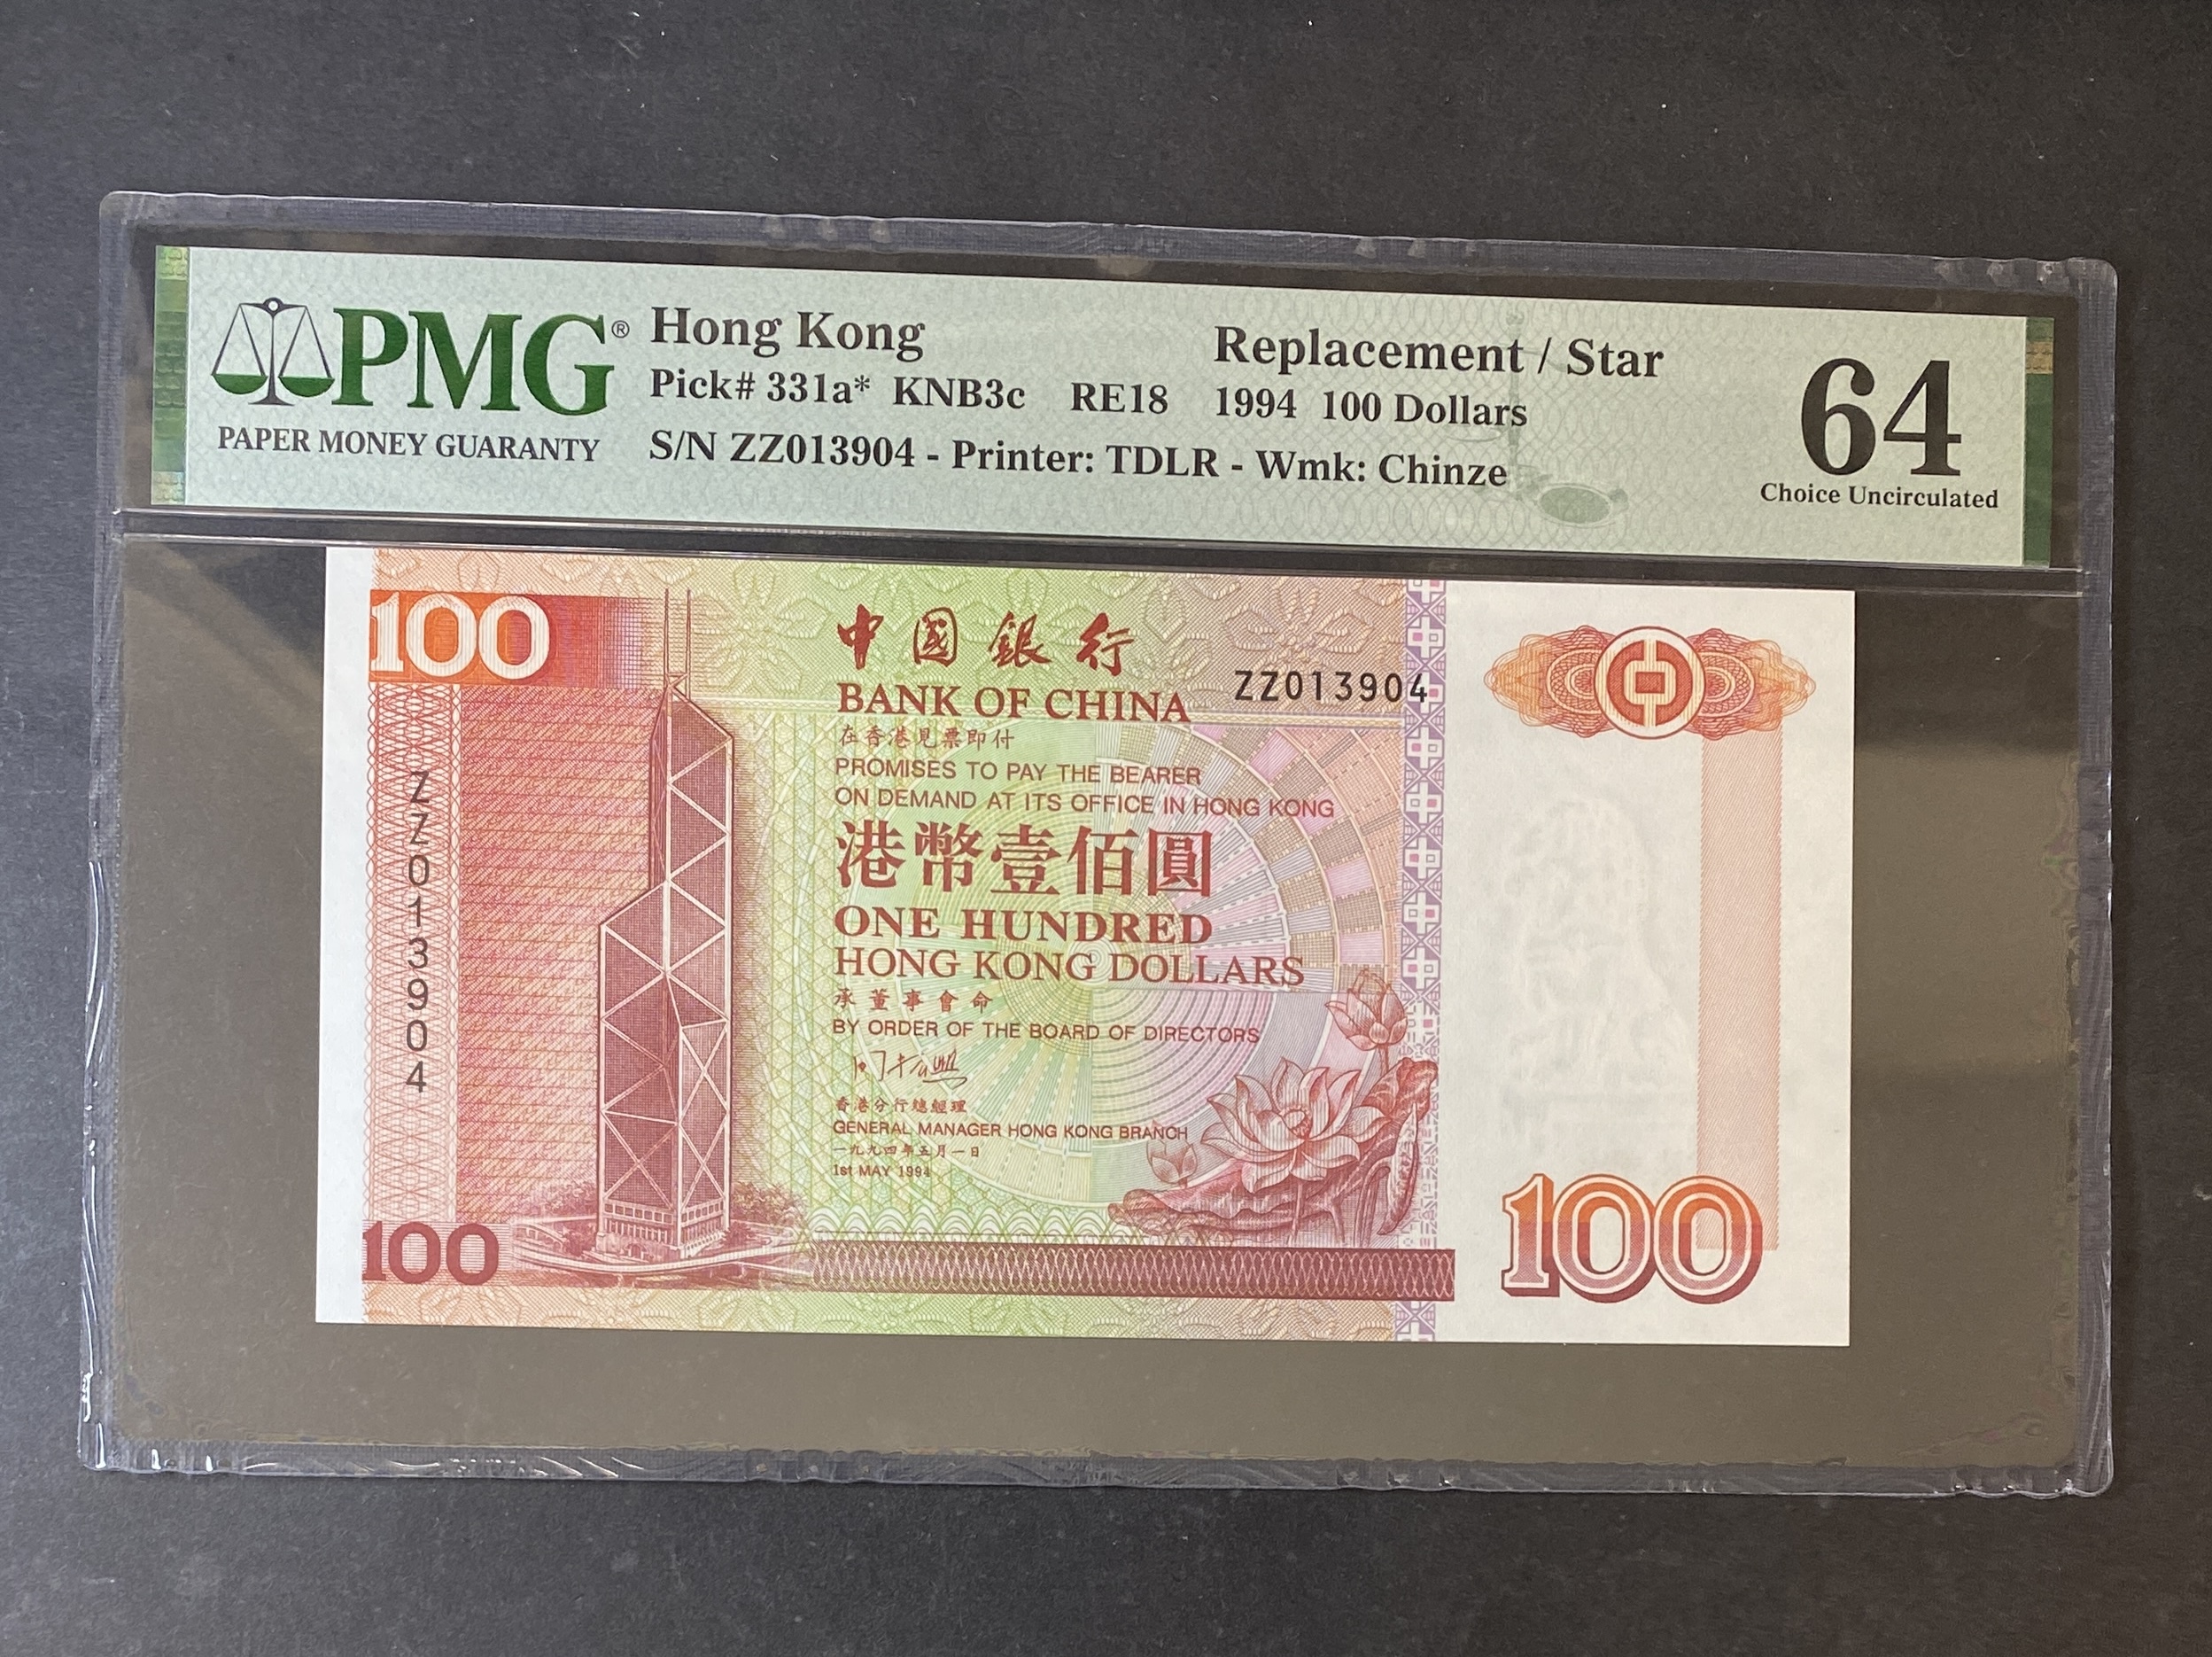 PMG®
PAPER MONEY GUARANTY
Hong Kong
Replacement / Star
Pick# 331a* KNB3c RE18 1994 100 Dollars
S/N ZZ013904 - Printer: TDLR - Wmk: Chinze
64
Choice Uncirculated
100
中國銀行
BANK OF CHINA
ZZ013904
在香港見票即付
PROMISES TO PAY THE BEARER
ON DEMAND AT ITS OFFICE IN HONG KONG
港幣壹佰圓
ONE HUNDRED
HONG KONG DOLLARS
承董事會命
BY ORDER OF THE BOARD OF DIRECTORS
香港分行總經理
GENERAL MANAGER HONG KONG BRANCH
一九九四年五月一日
1st MAY 1994
ZZ013904
100
100